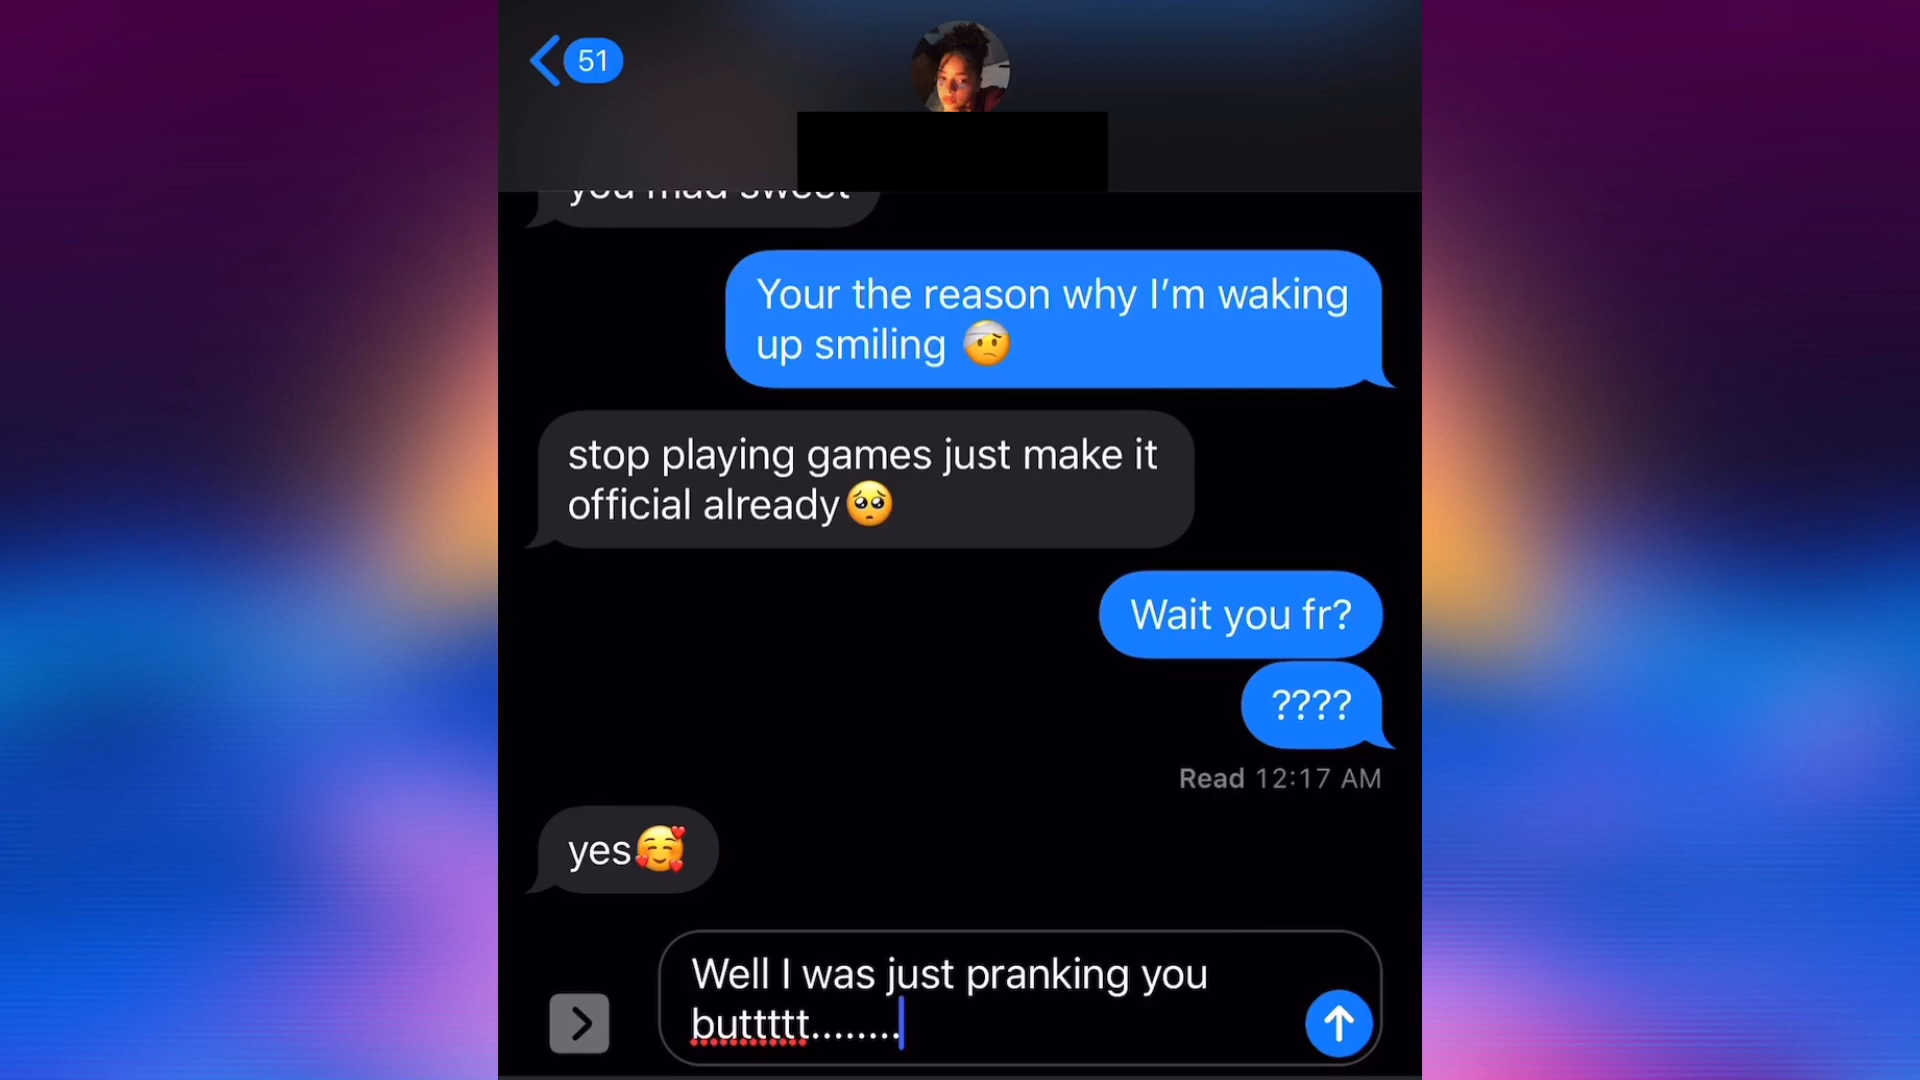 51
you mad sweet
Your the reason why I’m waking
up smiling 🤕
stop playing games just make it
official already🥺
Wait you fr?
????
Read 12:17 AM
yes🥰
Well I was just pranking you
buttttt........